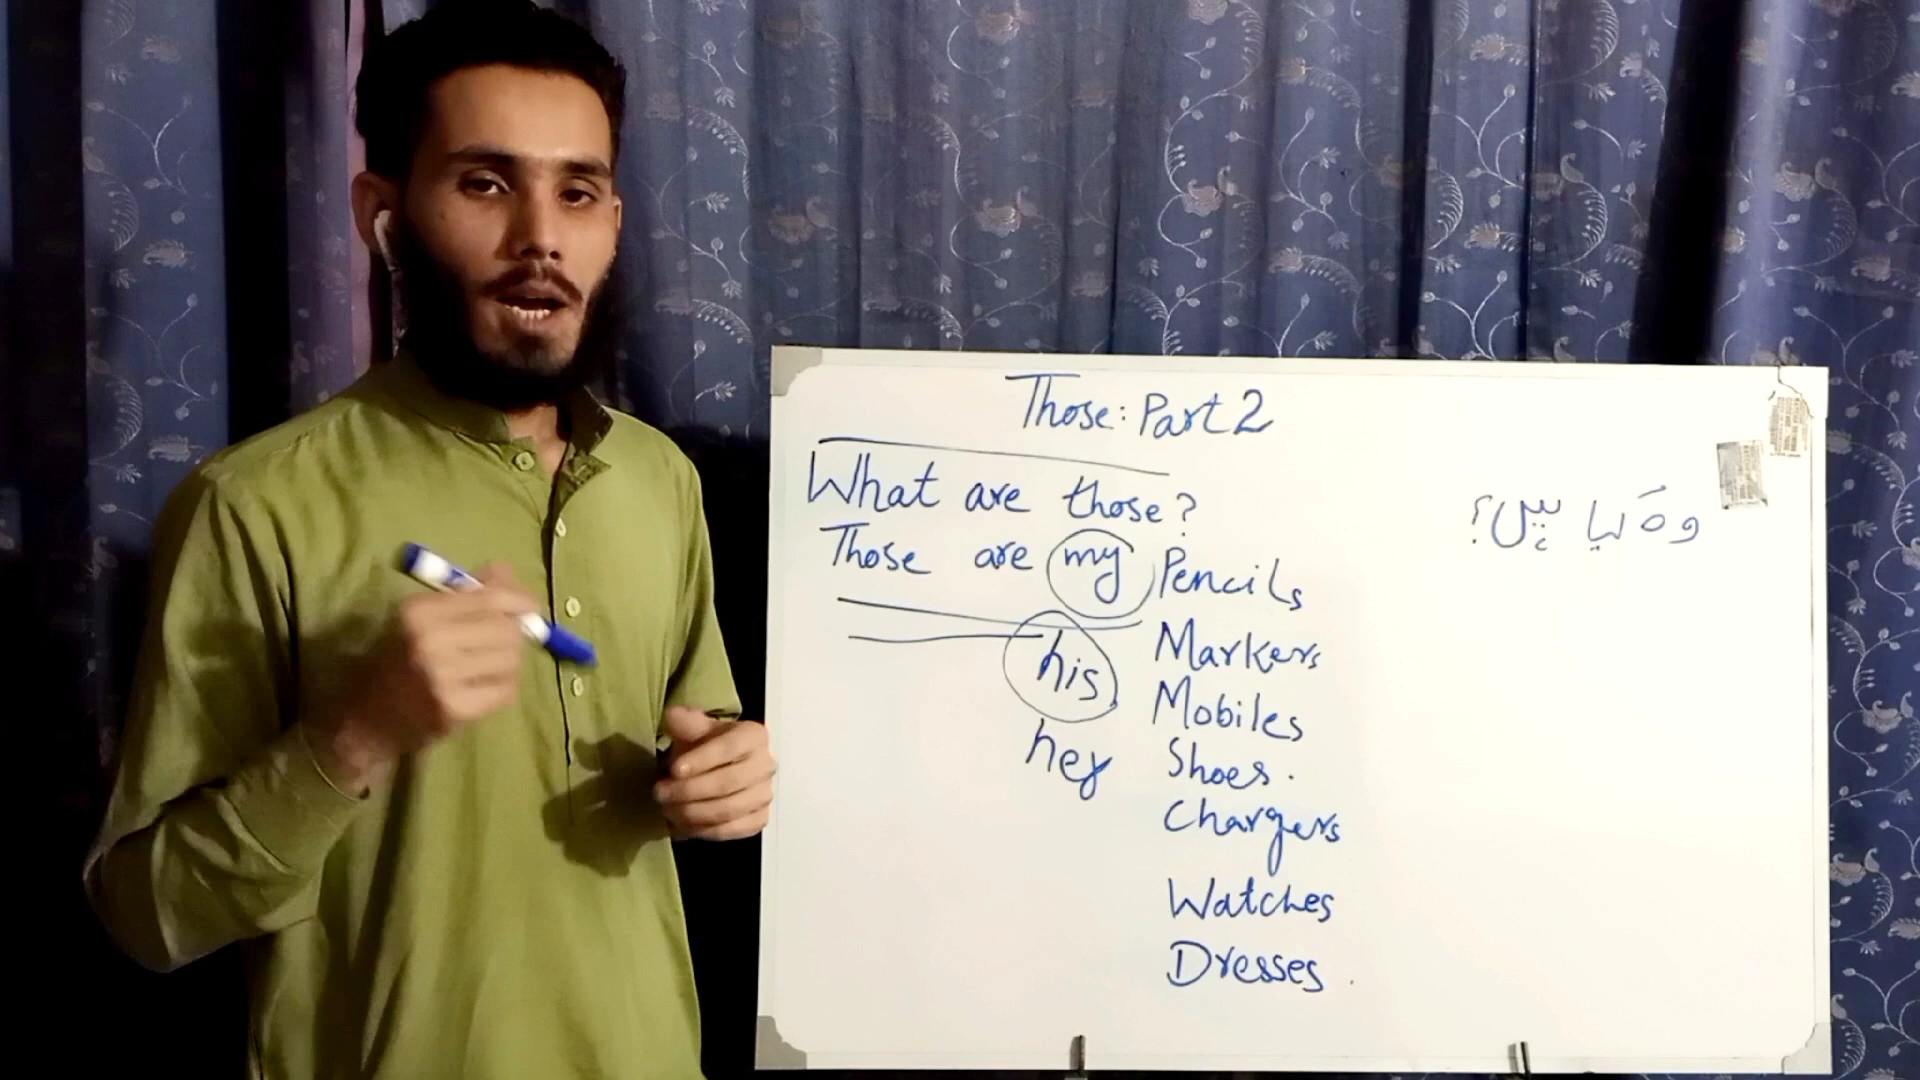 Those: Part 2
What are those?
وہ کیا ہیں؟
Those are my Pencils
his Markers
Mobiles
her Shoes.
Chargers
Watches
Dresses.